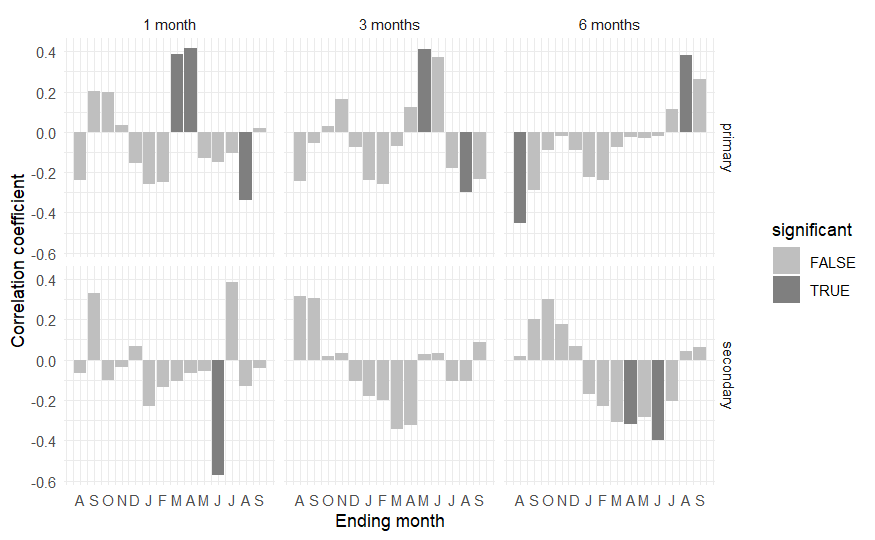 1 month 3 months 6 months
0.4
0.2
0.0
-0.2
-0.4
-0.6
primary
0.4
0.2
0.0
-0.2
-0.4
-0.6
secondary
Correlation coefficient
A S O N D J F M A M J J A S A S O N D J F M A M J J A S A S O N D J F M A M J J A S
Ending month
significant
FALSE
TRUE